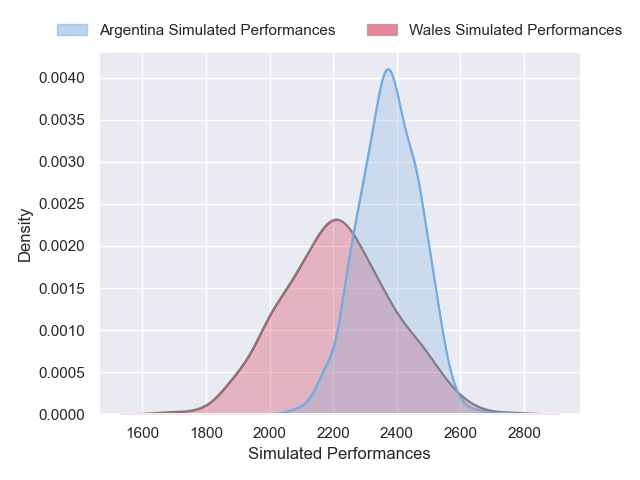 Argentina Simulated Performances
Wales Simulated Performances
0.0040
0.0035
0.0030
0.0025
0.0020
0.0015
0.0010
0.0005
0.0000
Density
1600 1800 2000 2200 2400 2600 2800
Simulated Performances